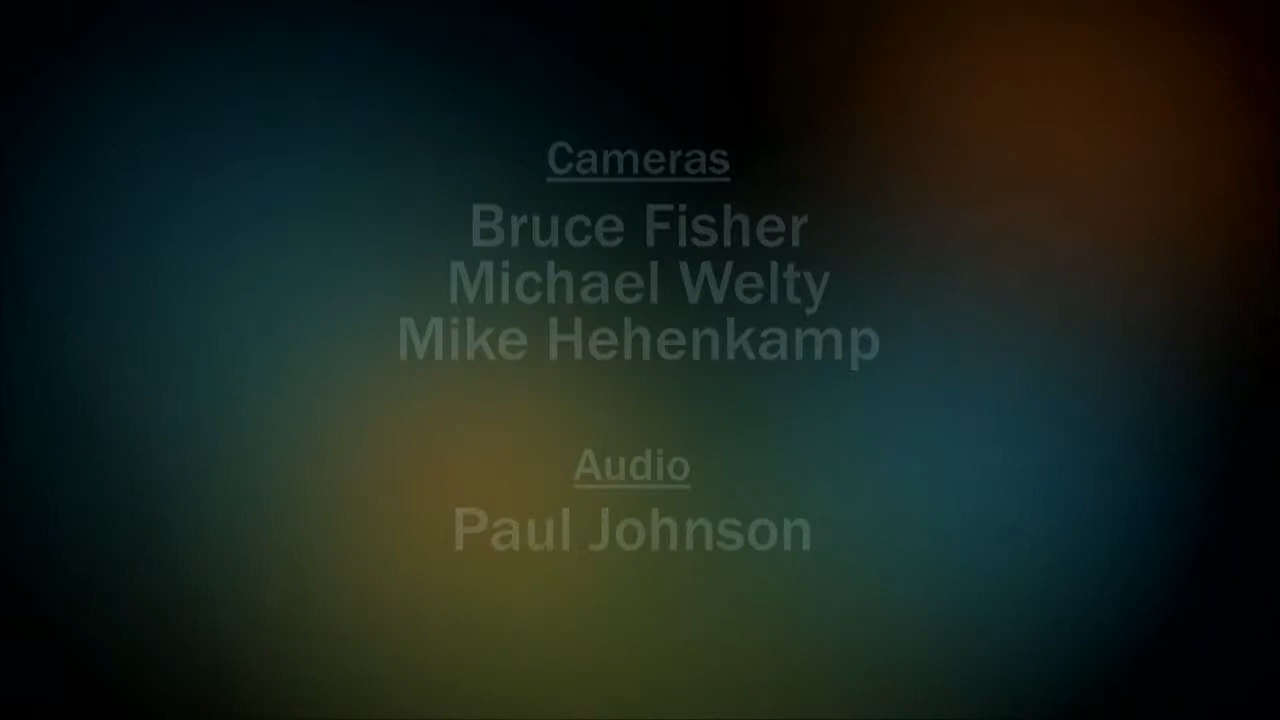 Cameras
Bruce Fisher
Michael Welty
Mike Hehenkamp
Audio
Paul Johnson